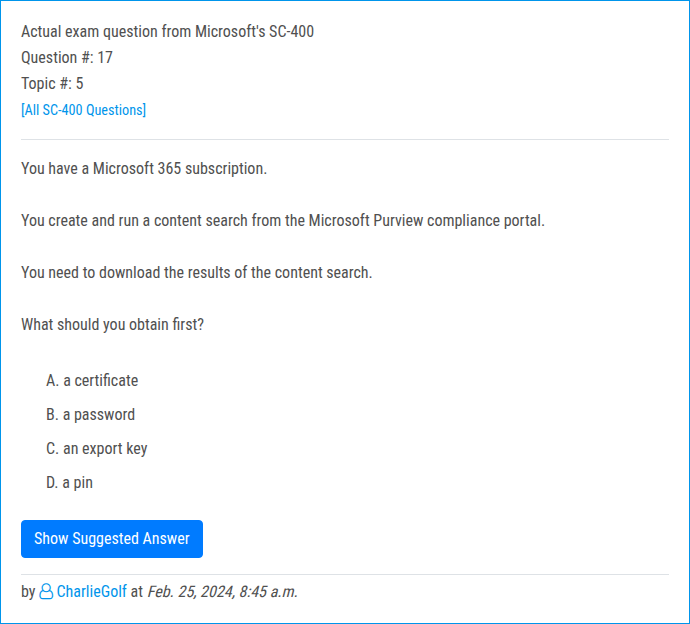 Actual exam question from Microsoft's SC-400
Question #: 17
Topic #: 5
[All SC-400 Questions]
You have a Microsoft 365 subscription.
You create and run a content search from the Microsoft Purview compliance portal.
You need to download the results of the content search.
What should you obtain first?
A. a certificate
B. a password
C. an export key
D. a pin
Show Suggested Answer
by CharlieGolf at Feb. 25, 2024, 8:45 a.m.